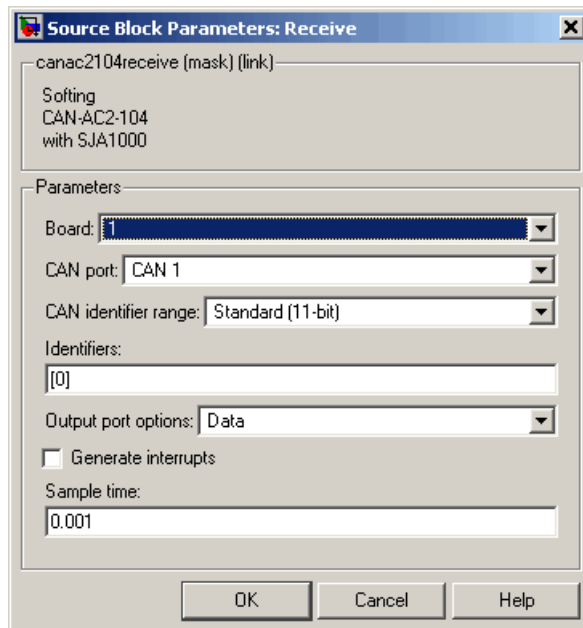 Source Block Parameters: Receive
canac2104receive (mask) (link)
Softing
CAN-AC2-104
with SJA1000
Parameters
Board: 1
CAN port: CAN 1
CAN identifier range: Standard (11-bit)
Identifiers:
[0]
Output port options: Data
Generate interrupts
Sample time:
0.001
OK Cancel Help